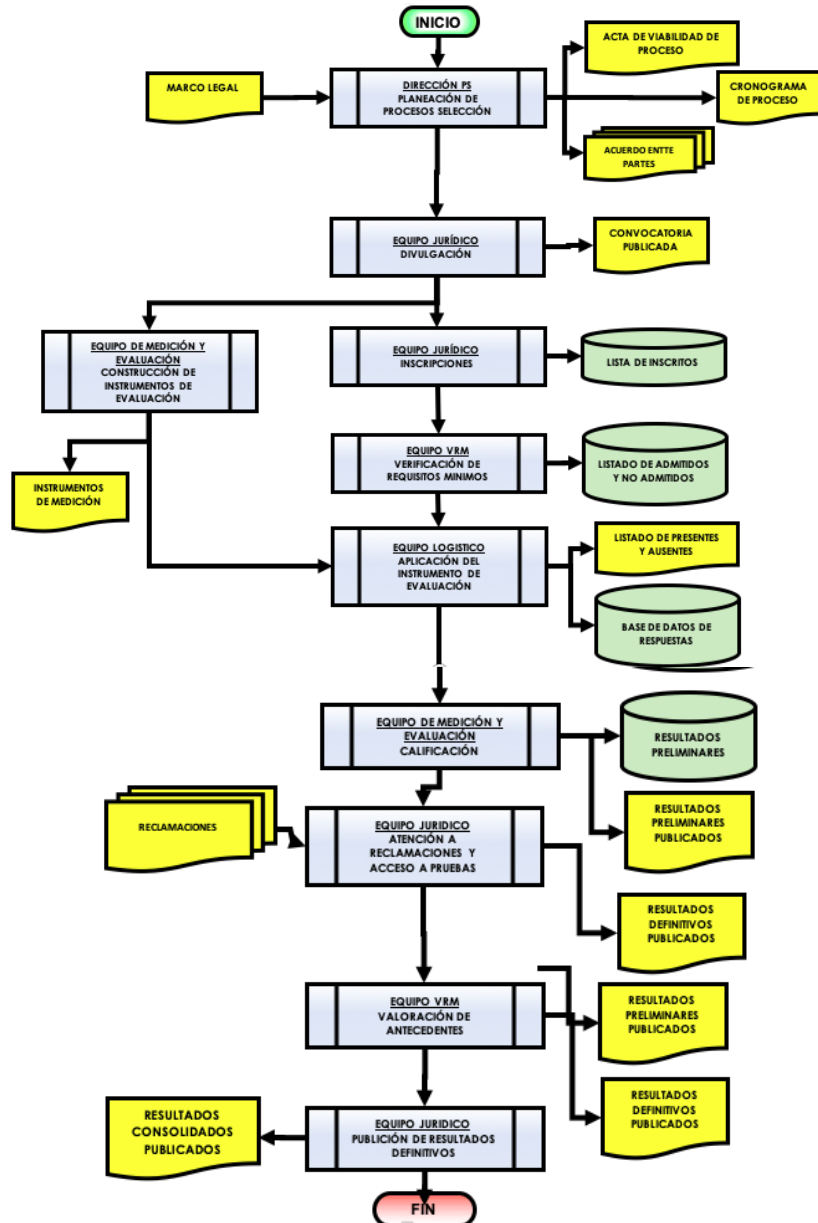 INICIO
ACTA DE VIABILIDAD DE
PROCESO
MARCO LEGAL
DIRECCIÓN PS
PLANEACIÓN DE
PROCESOS SELECCIÓN
CRONOGRAMA
DE PROCESO
ACUERDO ENTTE
PARTES
EQUIPO JURÍDICO
DIVULGACIÓN
CONVOCATORIA
PUBLICADA
EQUIPO DE MEDICIÓN Y
EVALUACIÓN
CONSTRUCCIÓN DE
INSTRUMENTOS DE
EVALUACIÓN
EQUIPO JURÍDICO
INSCRIPCIONES
LISTA DE INSCRITOS
INSTRUMENTOS
DE MEDICIÓN
EQUIPO VRM
VERIFICACIÓN DE
REQUISITOS MINIMOS
LISTADO DE ADMITIDOS
Y NO ADMITIDOS
EQUIPO LOGISTICO
APLICACIÓN DEL
INSTRUMENTO DE
EVALUACIÓN
LISTADO DE PRESENTES
Y AUSENTES
BASE DE DATOS DE
RESPUESTAS
EQUIPO DE MEDICIÓN Y
EVALUACIÓN
CALIFICACIÓN
RESULTADOS
PRELIMINARES
RESULTADOS
PRELIMINARES
PUBLICADOS
RECLAMACIONES
EQUIPO JURIDICO
ATENCIÓN A
RECLAMACIONES Y
ACCESO A PRUEBAS
RESULTADOS
DEFINITIVOS
PUBLICADOS
EQUIPO VRM
VALORACIÓN DE
ANTECEDENTES
RESULTADOS
PRELIMINARES
PUBLICADOS
RESULTADOS
DEFINITIVOS
PUBLICADOS
RESULTADOS
CONSOLIDADOS
PUBLICADOS
EQUIPO JURIDICO
PUBLICIÓN DE RESULTADOS
DEFINITIVOS
FIN